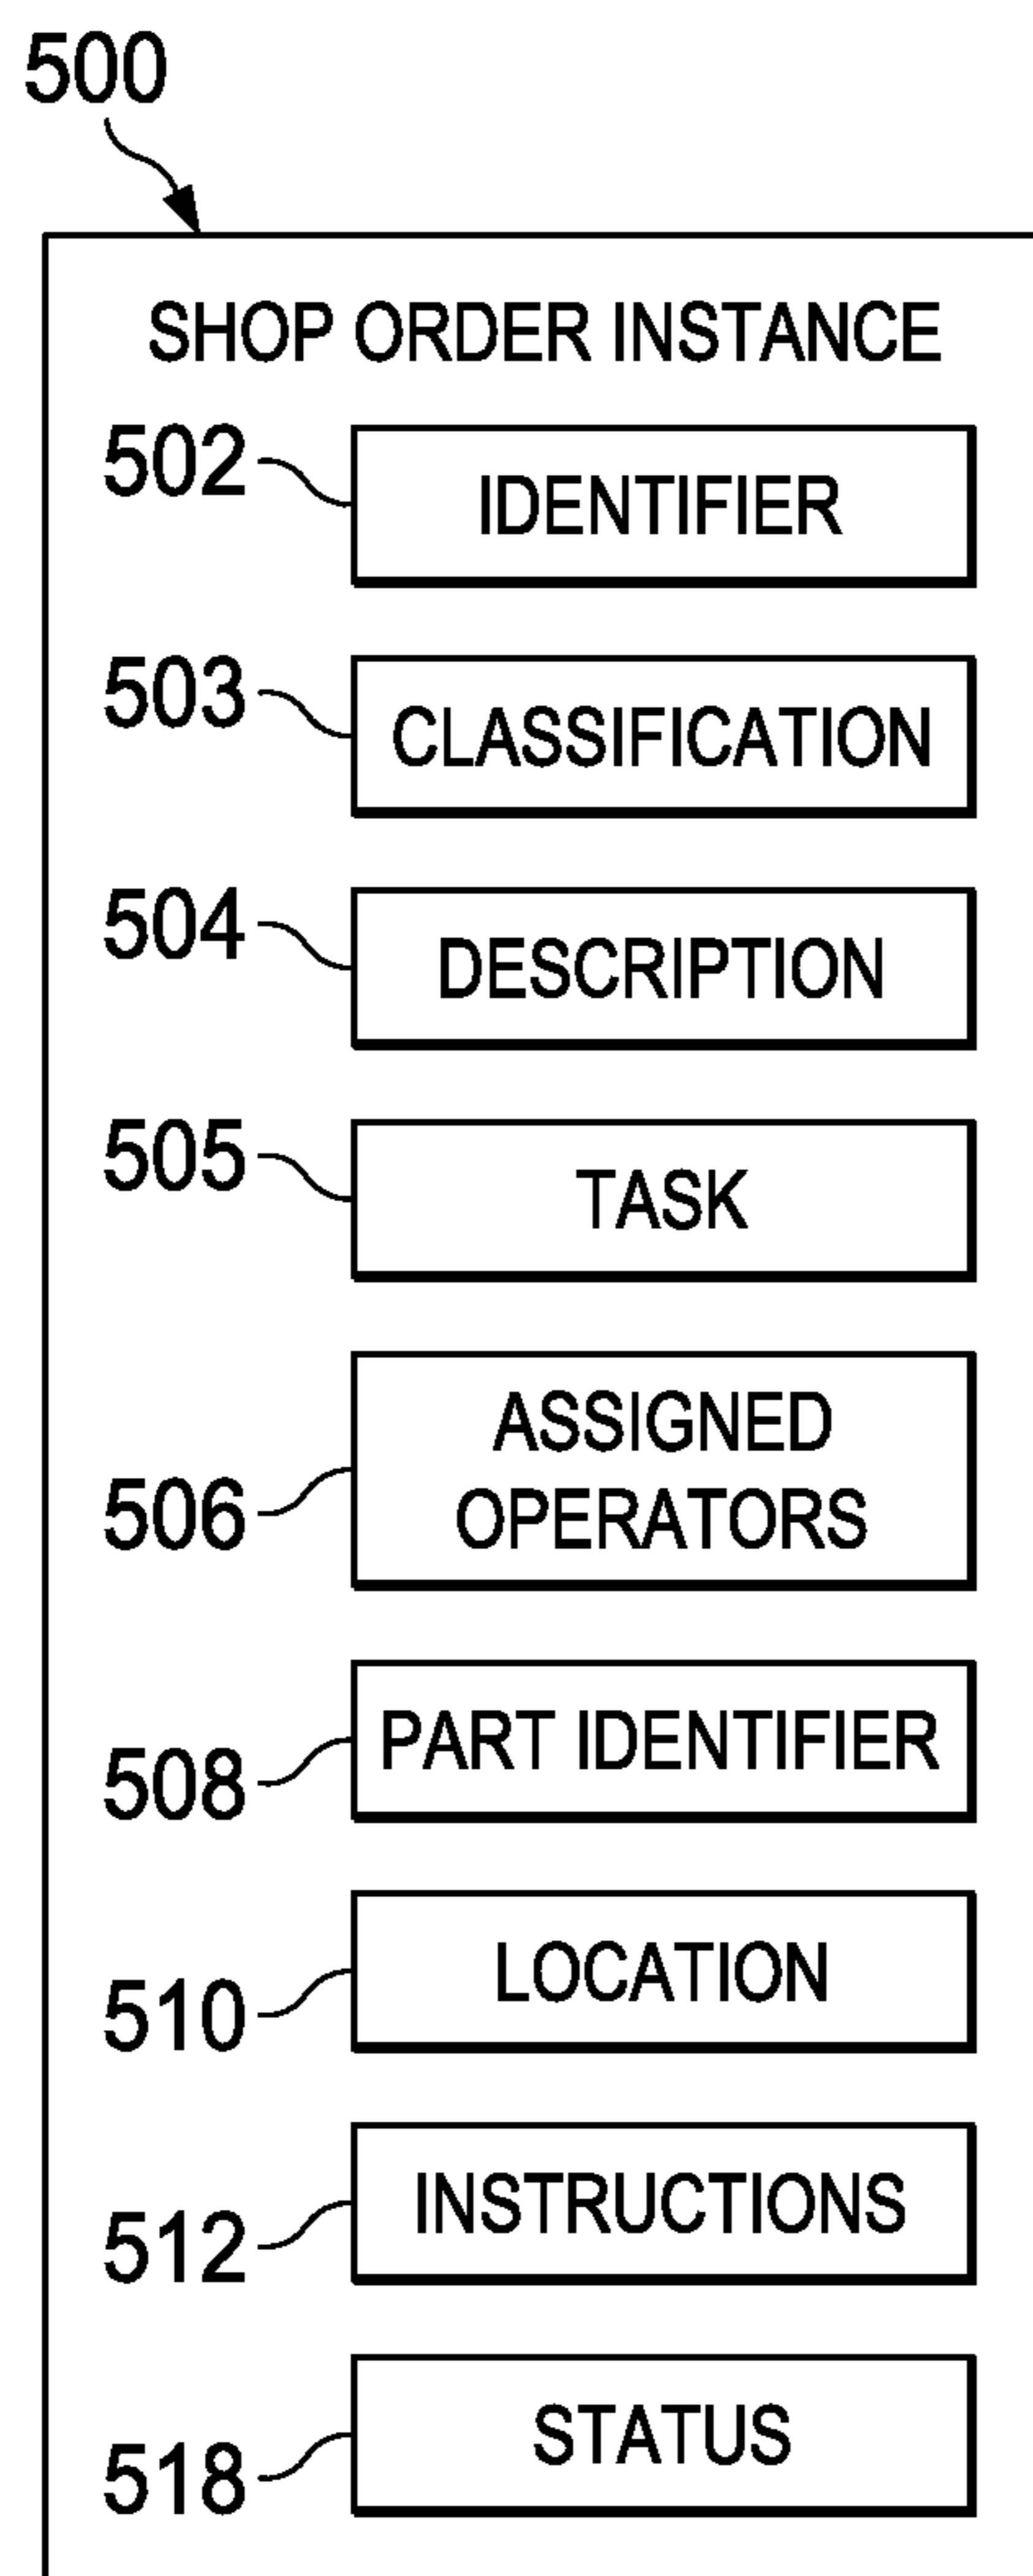 500
SHOP ORDER INSTANCE
502 IDENTIFIER
503 CLASSIFICATION
504 DESCRIPTION
505 TASK
506 ASSIGNED
OPERATORS
508 PART IDENTIFIER
510 LOCATION
512 INSTRUCTIONS
518 STATUS